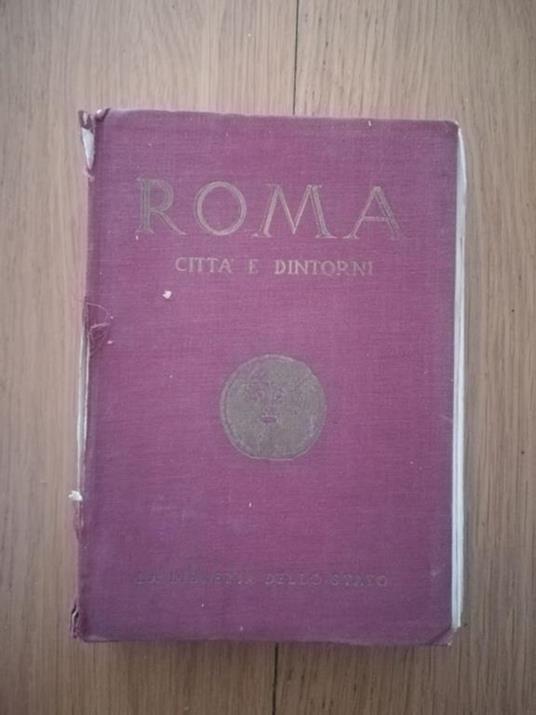 ROMA
CITTA' E DINTORNI
LA LIBRERIA DELLO STATO